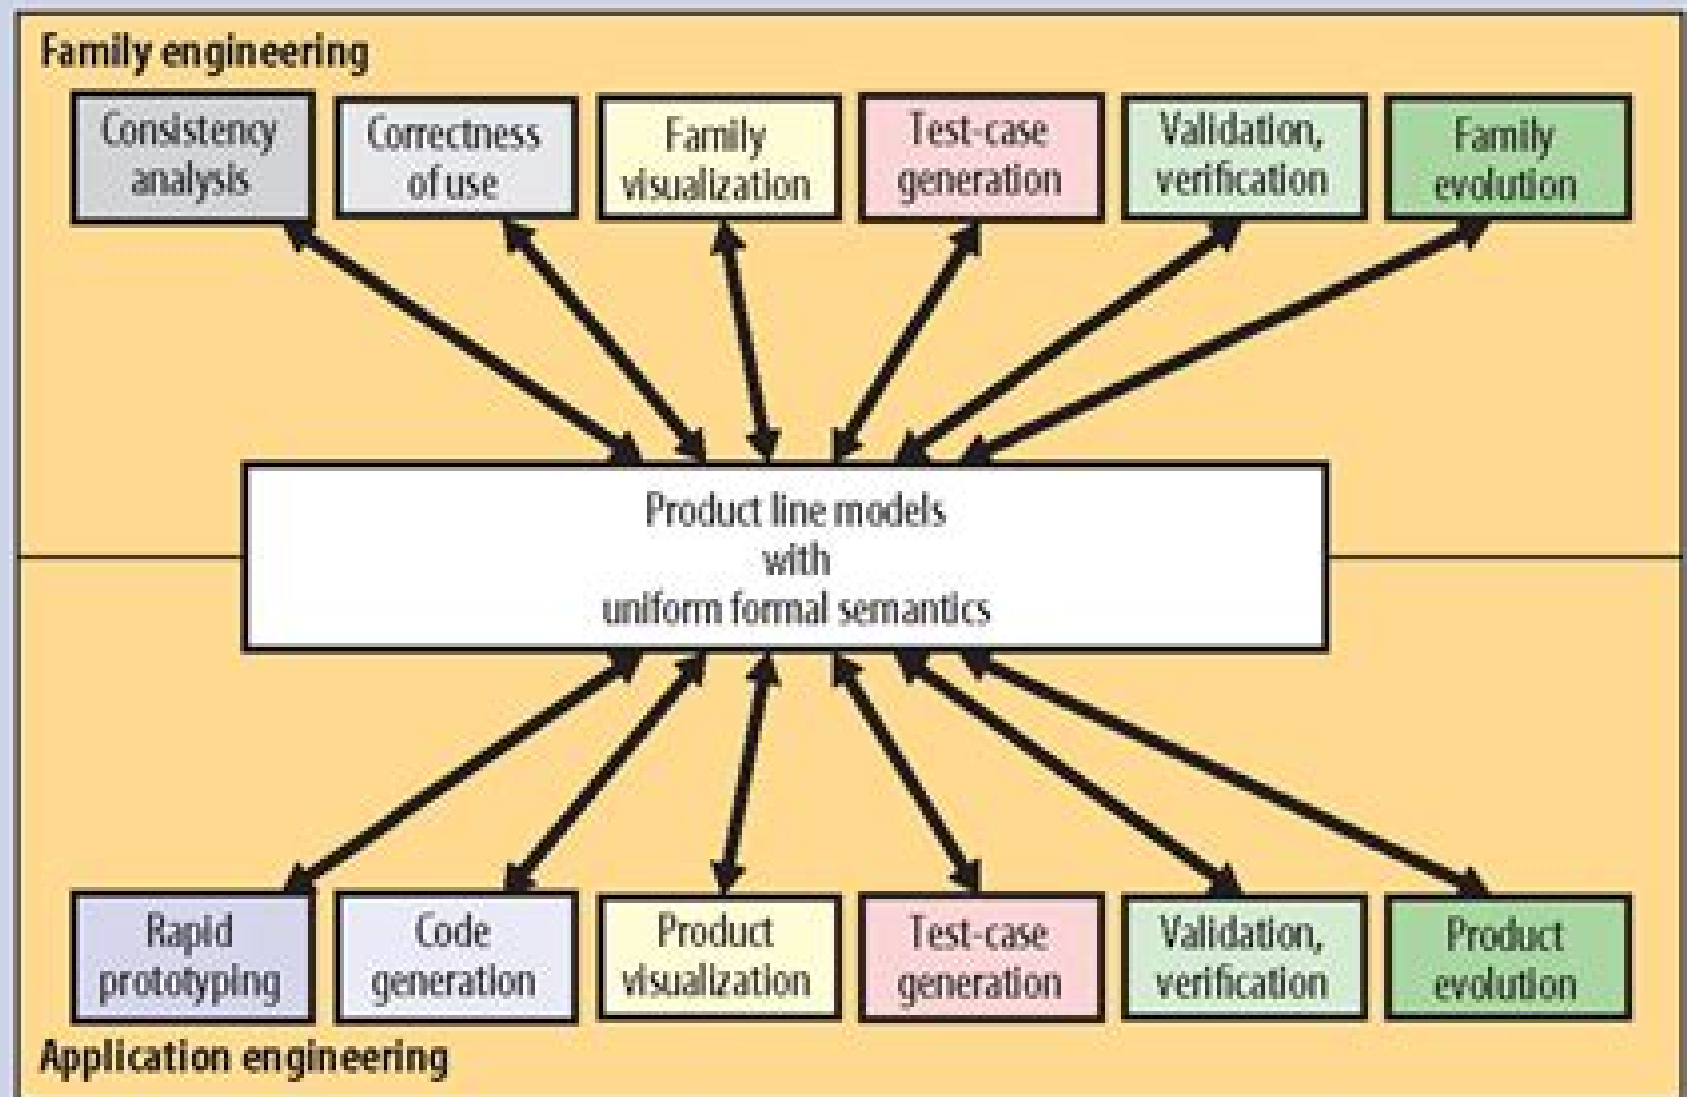 Family engineering
Consistency
analysis
Correctness
of use
Family
visualization
Test-case
generation
Validation,
verification
Family
evolution
Product line models
with
uniform formal semantics
Rapid
prototyping
Code
generation
Product
visualization
Test-case
generation
Validation,
verification
Product
evolution
Application engineering